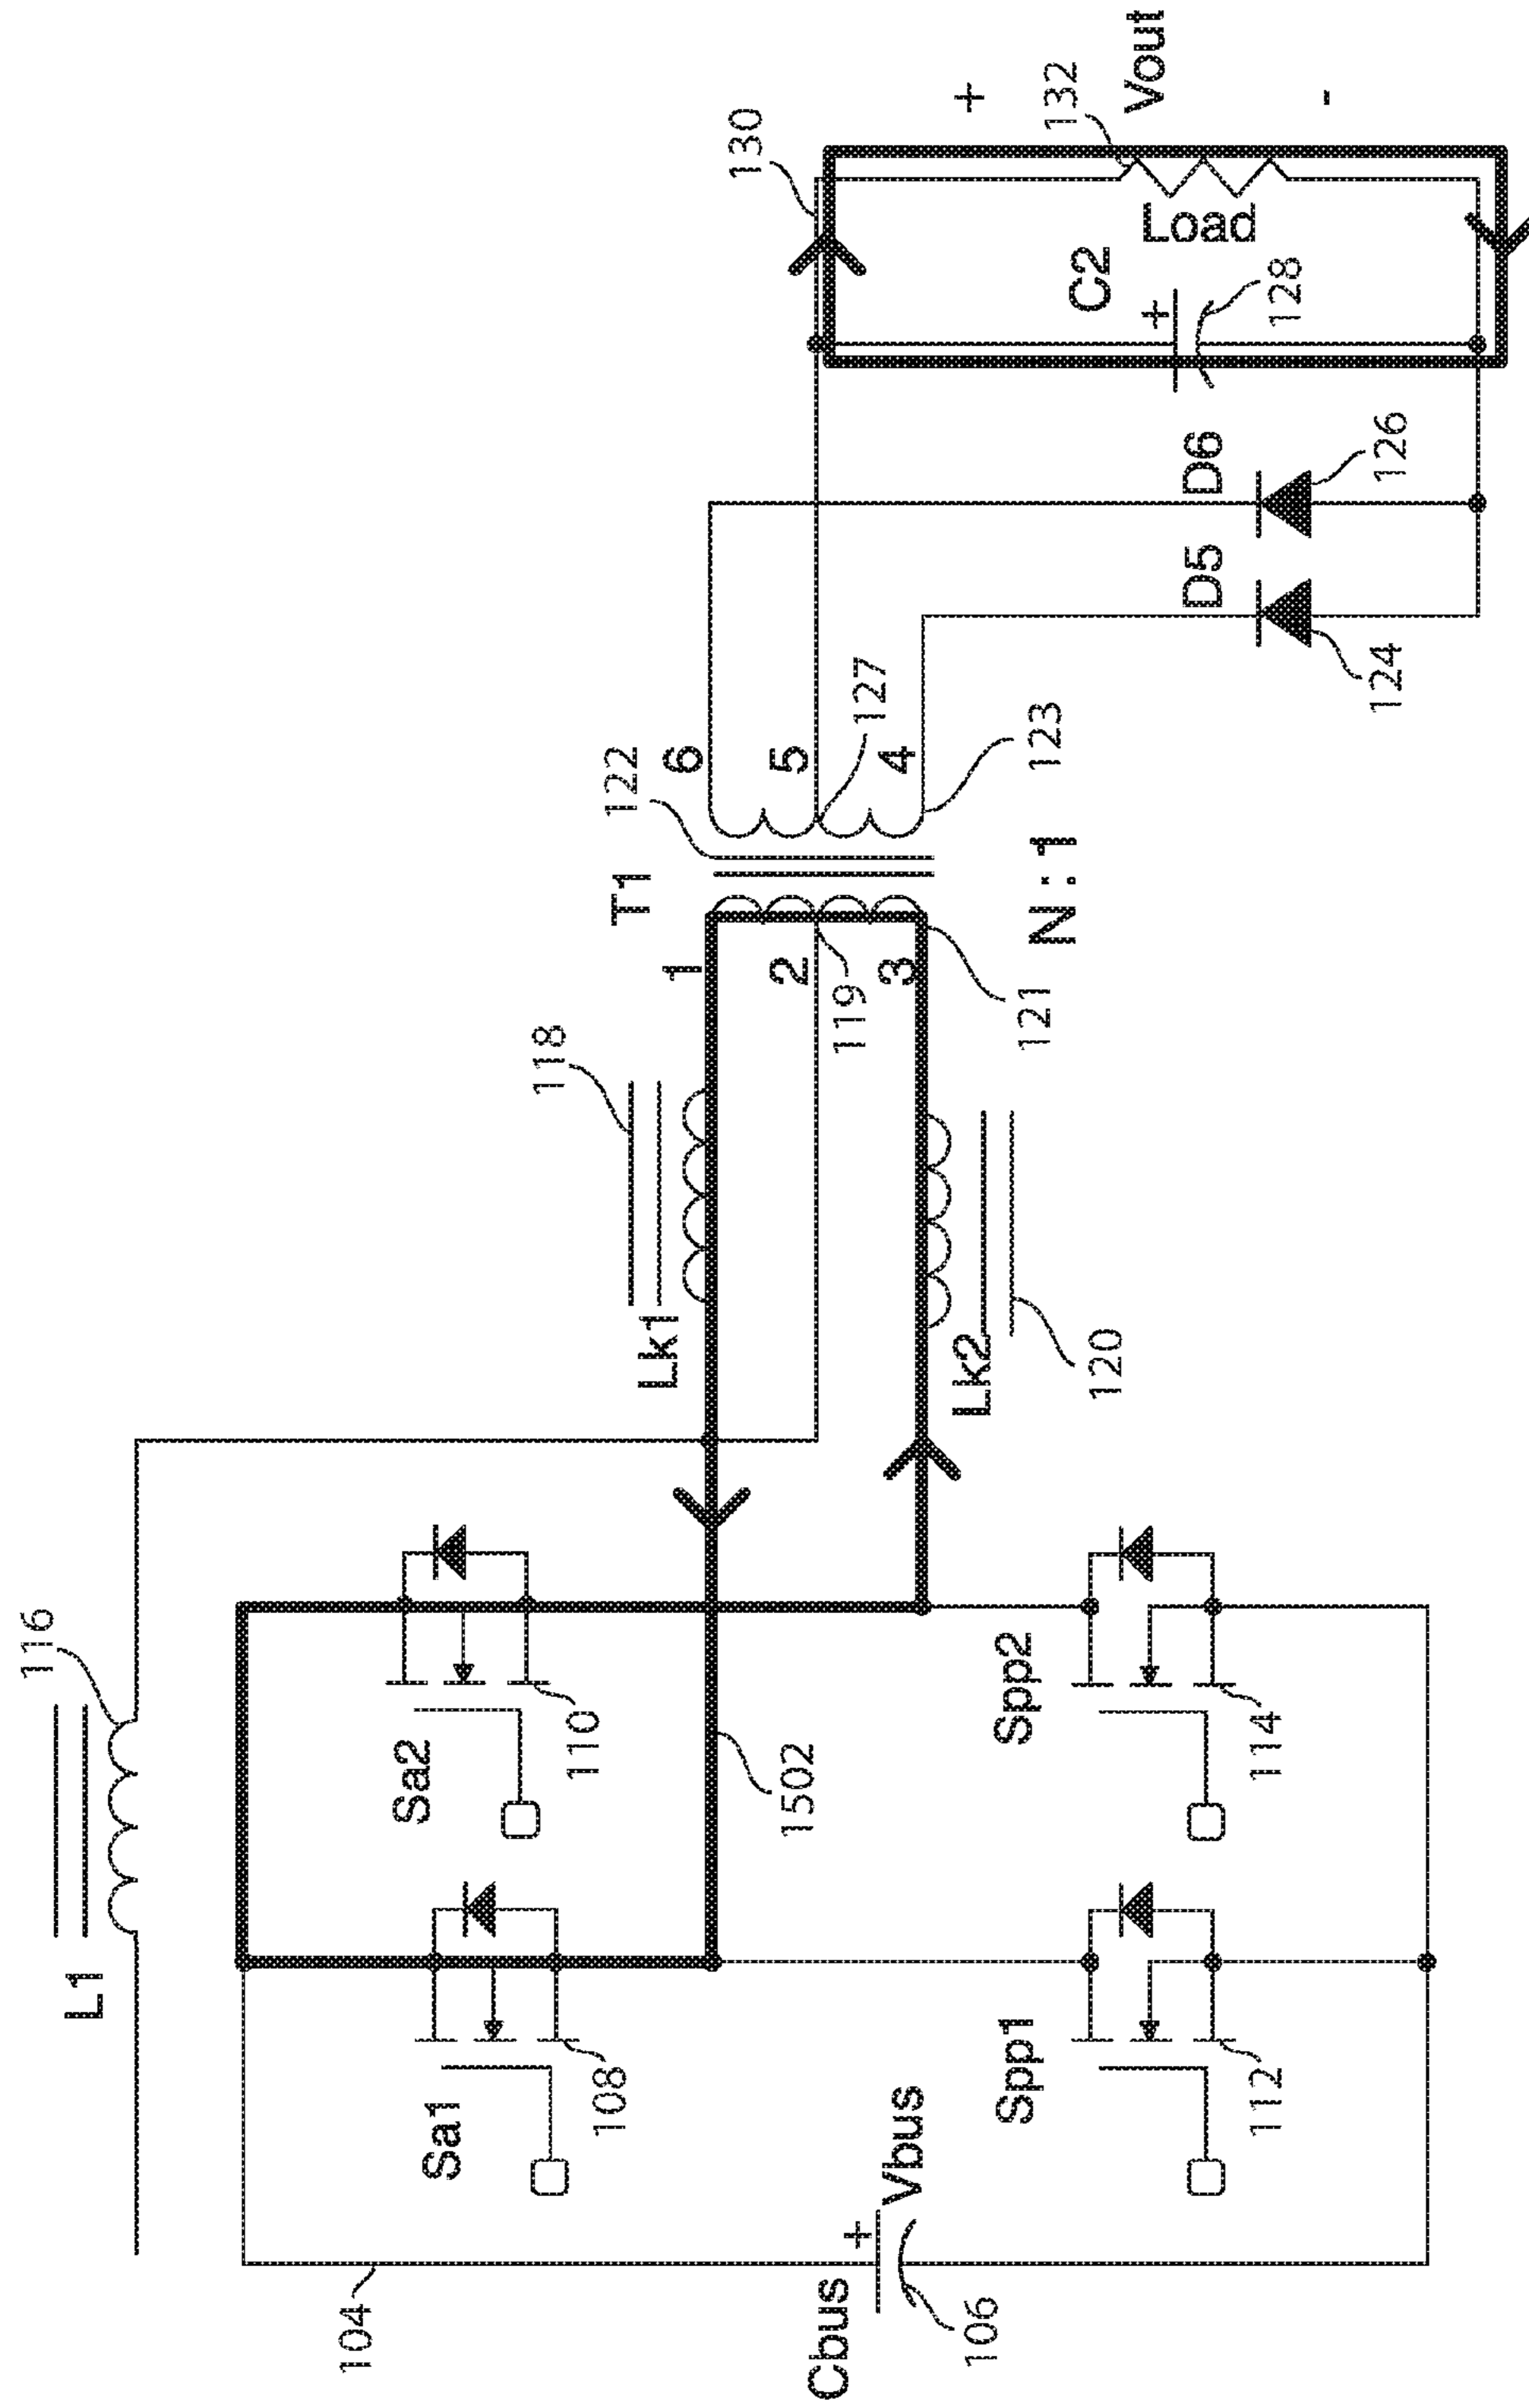 L1
116
Sa1
108
Sa2
110
104
Cbus
+
Vbus
106
Spp1
112
Spp2
114
1502
Lk1
118
Lk2
120
T1
122
1
2
3
119
121
N : 1
6
5
4
127
123
D5
124
D6
126
C2
+
128
130
Load
132
+
Vout
-